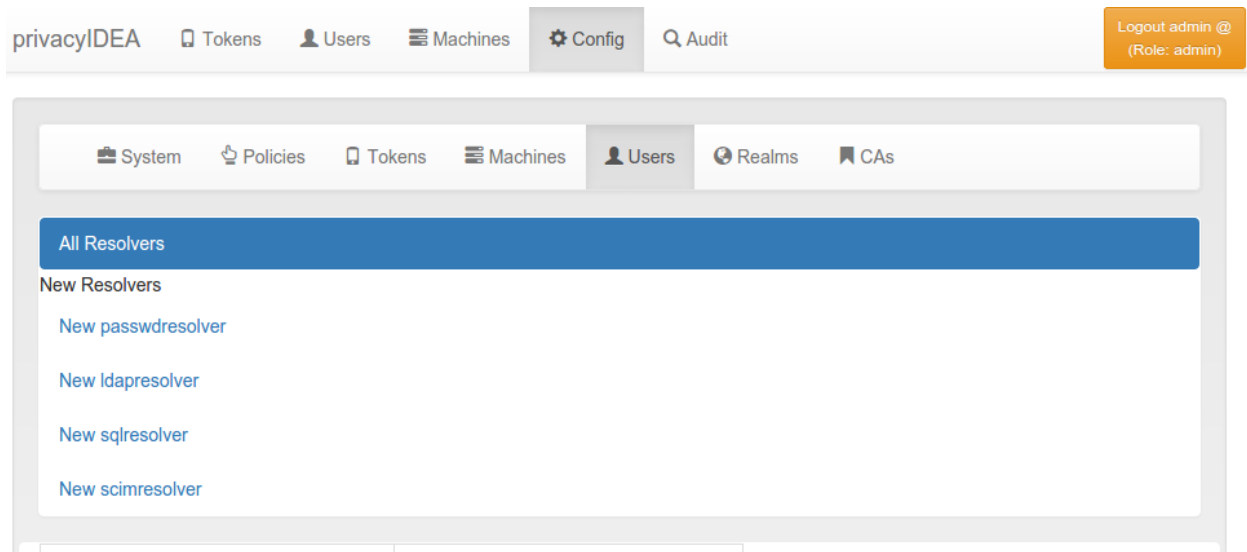 privacyIDEA Tokens Users Machines Config Audit Logout admin @
(Role: admin)
System Policies Tokens Machines Users Realms CAs
All Resolvers
New Resolvers
New passwdresolver
New ldapresolver
New sqlresolver
New scimresolver